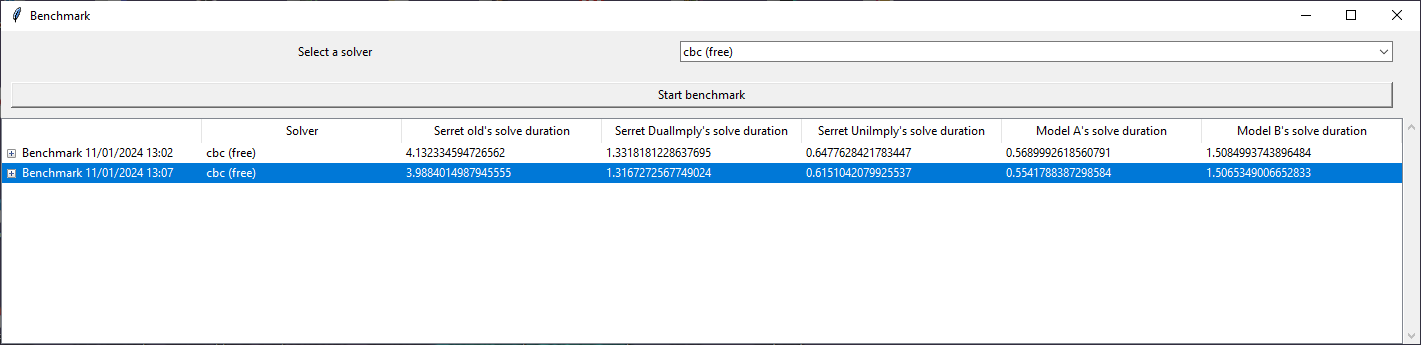 Benchmark
Select a solver cbc (free)
Start benchmark
Solver Serret old's solve duration Serret DualImply's solve duration Serret UniImply's solve duration Model A's solve duration Model B's solve duration
Benchmark 11/01/2024 13:02 cbc (free) 4.132334594726562 1.3318181228637695 0.6477628421783447 0.5689992618560791 1.5084993743896484
Benchmark 11/01/2024 13:07 cbc (free) 3.9884014987945555 1.3167272567749024 0.6151042079925537 0.5541788387298584 1.5065349006652833